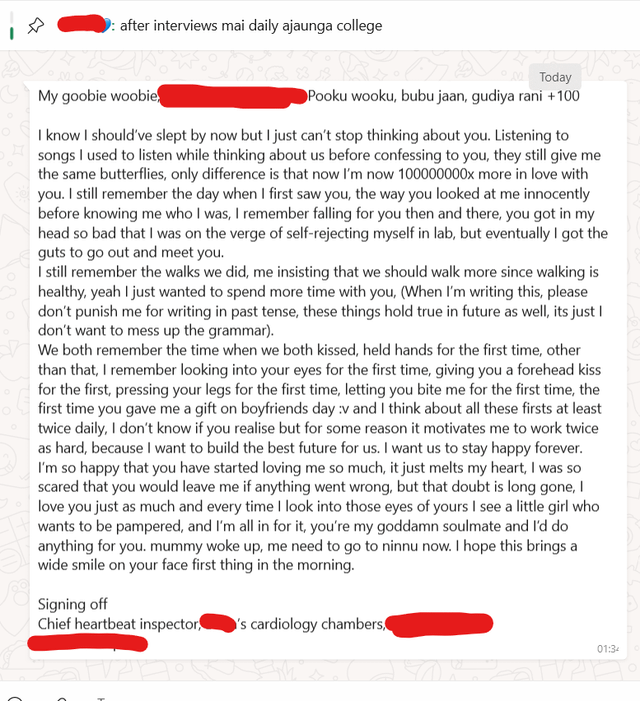 : after interviews mai daily ajaunga college
Today
My goobie woobie, Pooku wooku, bubu jaan, gudiya rani +100
I know I should've slept by now but I just can't stop thinking about you. Listening to
songs I used to listen while thinking about us before confessing to you, they still give me
the same butterflies, only difference is that now I'm now 100000000x more in love with
you. I still remember the day when I first saw you, the way you looked at me innocently
before knowing me who I was, I remember falling for you then and there, you got in my
head so bad that I was on the verge of self-rejecting myself in lab, but eventually I got the
guts to go out and meet you.
I still remember the walks we did, me insisting that we should walk more since walking is
healthy, yeah I just wanted to spend more time with you, (When I'm writing this, please
don't punish me for writing in past tense, these things hold true in future as well, its just I
don't want to mess up the grammar).
We both remember the time when we both kissed, held hands for the first time, other
than that, I remember looking into your eyes for the first time, giving you a forehead kiss
for the first, pressing your legs for the first time, letting you bite me for the first time, the
first time you gave me a gift on boyfriends day :v and I think about all these firsts at least
twice daily, I don't know if you realise but for some reason it motivates me to work twice
as hard, because I want to build the best future for us. I want us to stay happy forever.
I'm so happy that you have started loving me so much, it just melts my heart, I was so
scared that you would leave me if anything went wrong, but that doubt is long gone, I
love you just as much and every time I look into those eyes of yours I see a little girl who
wants to be pampered, and I'm all in for it, you're my goddamn soulmate and I'd do
anything for you. mummy woke up, me need to go to ninnu now. I hope this brings a
wide smile on your face first thing in the morning.
Signing off
Chief heartbeat inspector, 's cardiology chambers,
01:34